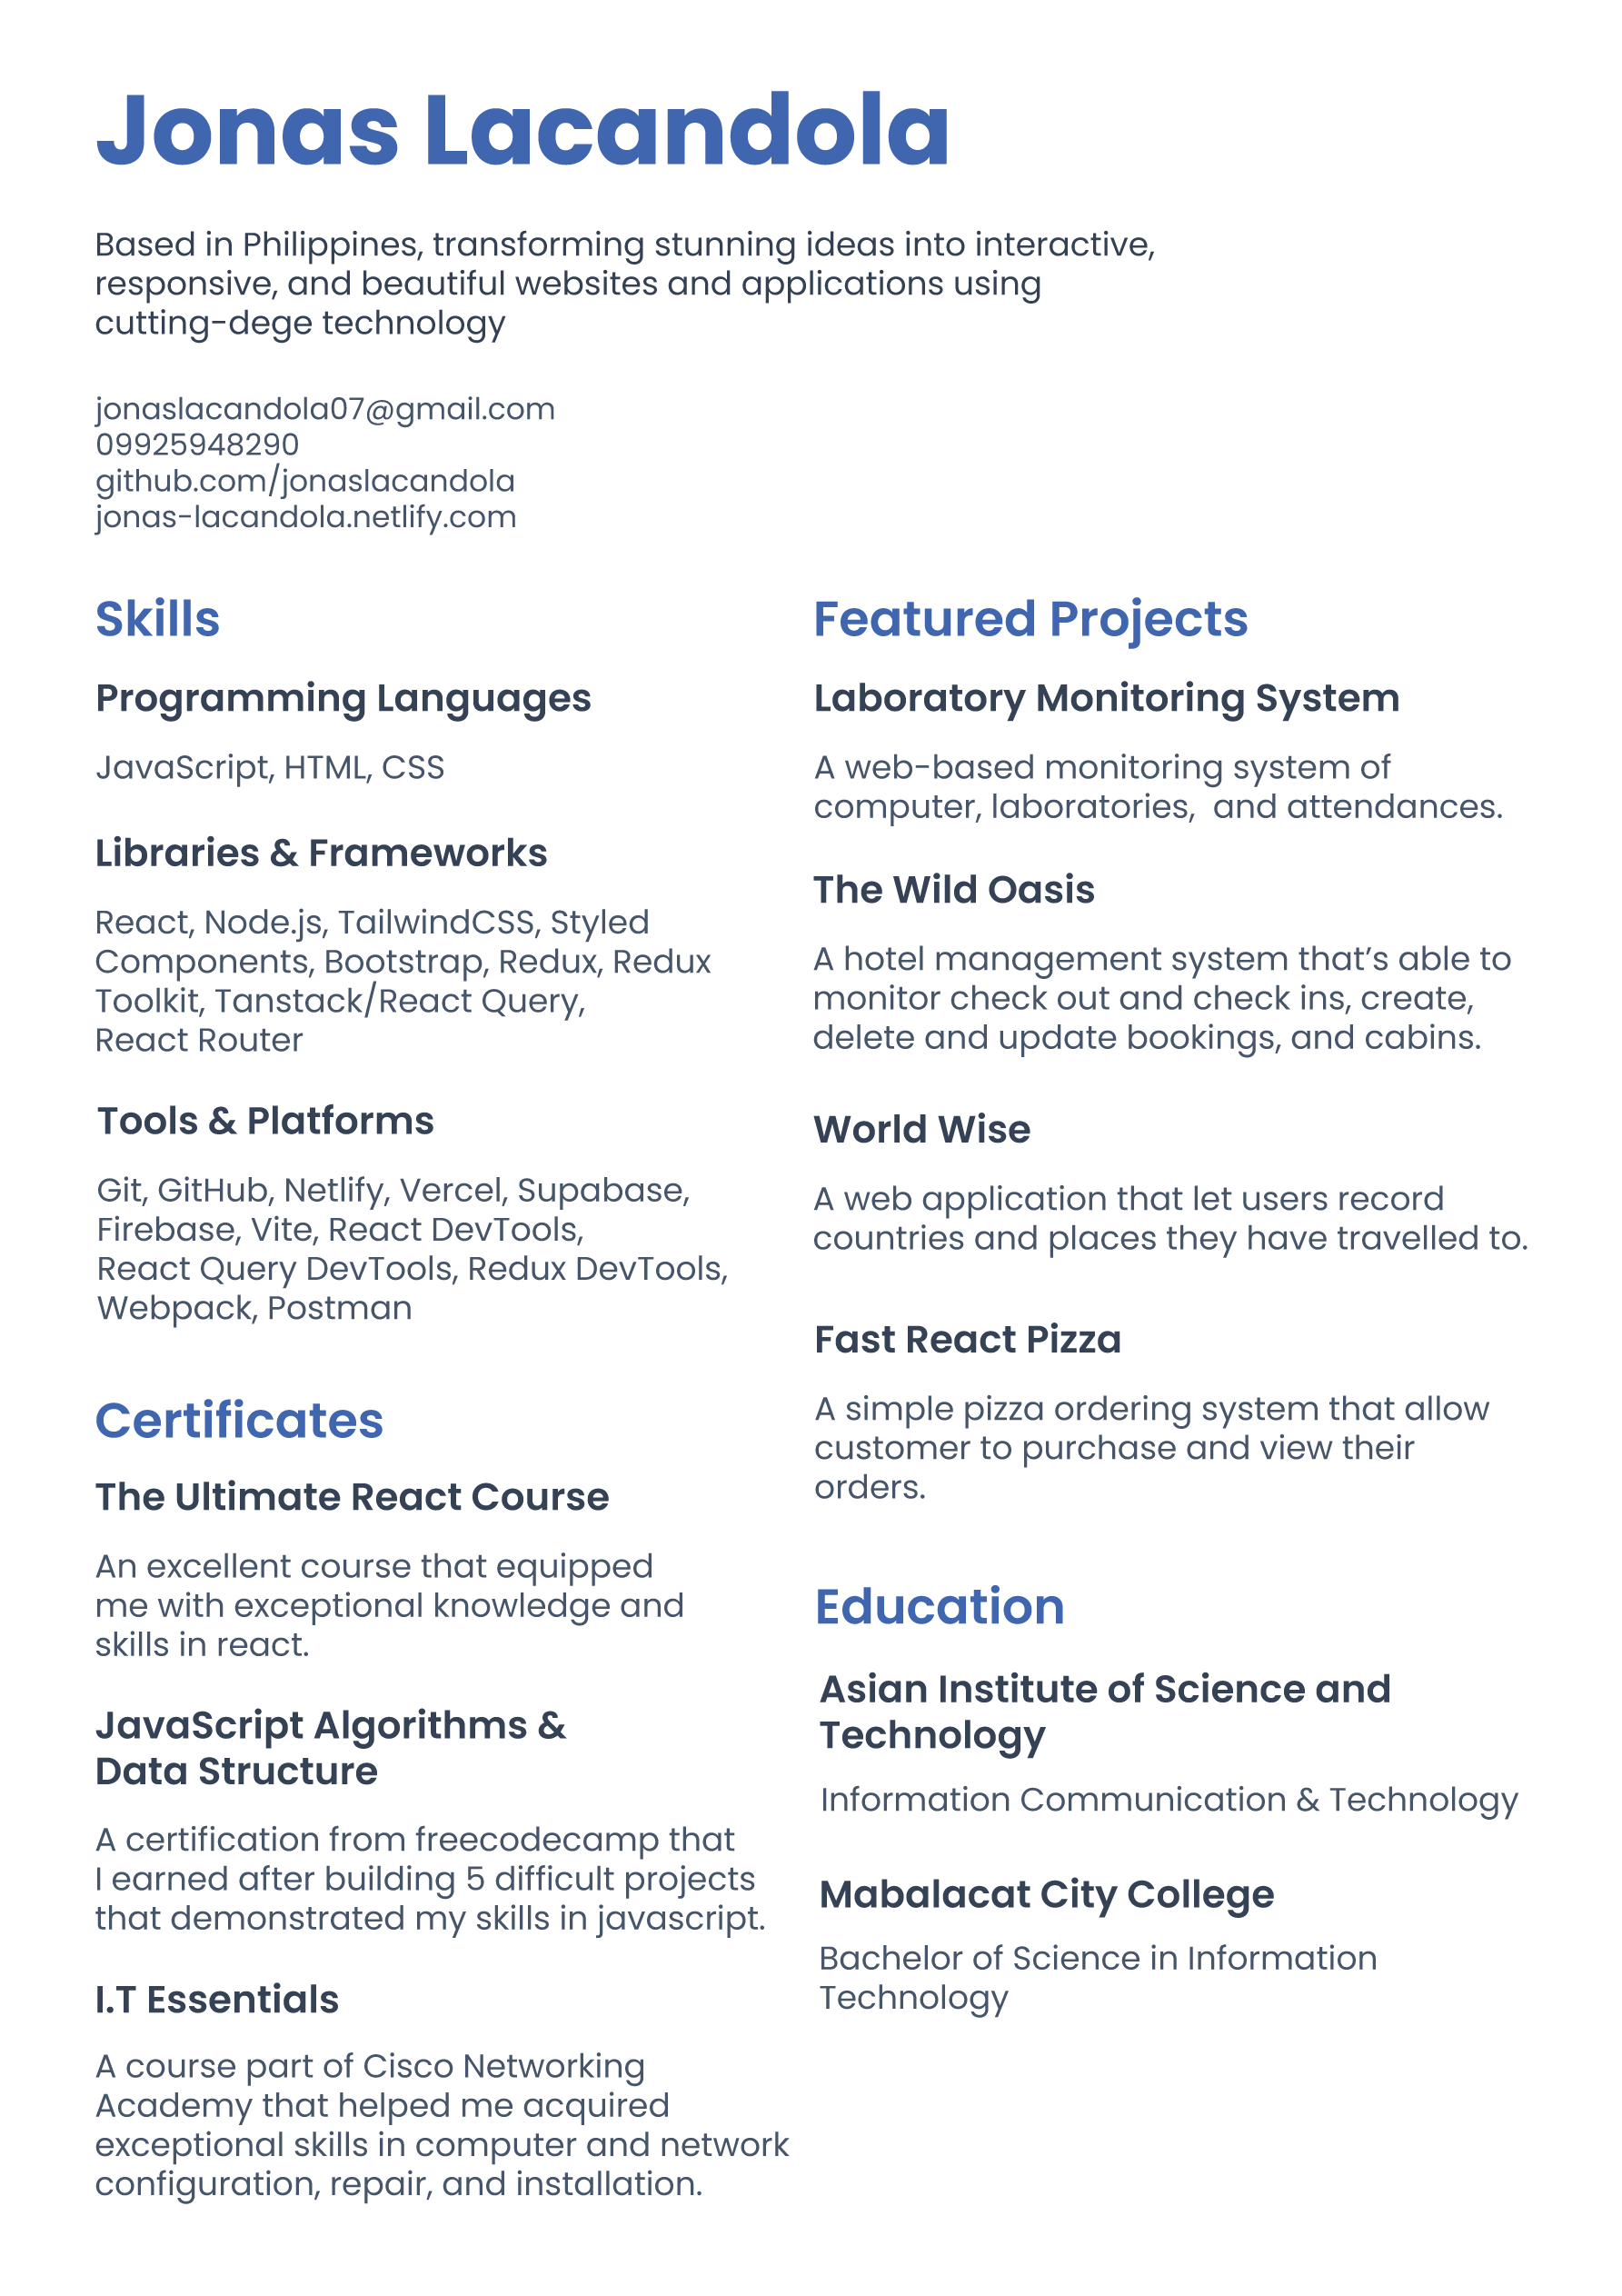 Jonas Lacandola
Based in Philippines, transforming stunning ideas into interactive,
responsive, and beautiful websites and applications using
cutting-dege technology
jonaslacandola07@gmail.com
09925948290
github.com/jonaslacandola
jonas-lacandola.netlify.com
Skills
Programming Languages
JavaScript, HTML, CSS
Libraries & Frameworks
React, Node.js, TailwindCSS, Styled
Components, Bootstrap, Redux, Redux
Toolkit, Tanstack/React Query,
React Router
Tools & Platforms
Git, GitHub, Netlify, Vercel, Supabase,
Firebase, Vite, React DevTools,
React Query DevTools, Redux DevTools,
Webpack, Postman
Certificates
The Ultimate React Course
An excellent course that equipped
me with exceptional knowledge and
skills in react.
JavaScript Algorithms &
Data Structure
A certification from freecodecamp that
I earned after building 5 difficult projects
that demonstrated my skills in javascript.
I.T Essentials
A course part of Cisco Networking
Academy that helped me acquired
exceptional skills in computer and network
configuration, repair, and installation.
Featured Projects
Laboratory Monitoring System
A web-based monitoring system of
computer, laboratories,  and attendances.
The Wild Oasis
A hotel management system that’s able to
monitor check out and check ins, create,
delete and update bookings, and cabins.
World Wise
A web application that let users record
countries and places they have travelled to.
Fast React Pizza
A simple pizza ordering system that allow
customer to purchase and view their
orders.
Education
Asian Institute of Science and
Technology
Information Communication & Technology
Mabalacat City College
Bachelor of Science in Information
Technology